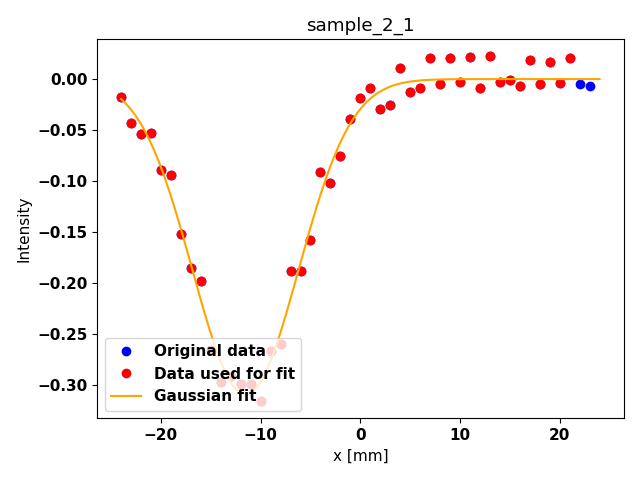 sample_2_1
Intensity
0.00
−0.05
−0.10
−0.15
−0.20
−0.25
−0.30
Original data
Data used for fit
Gaussian fit
−20 −10 0 10 20
x [mm]